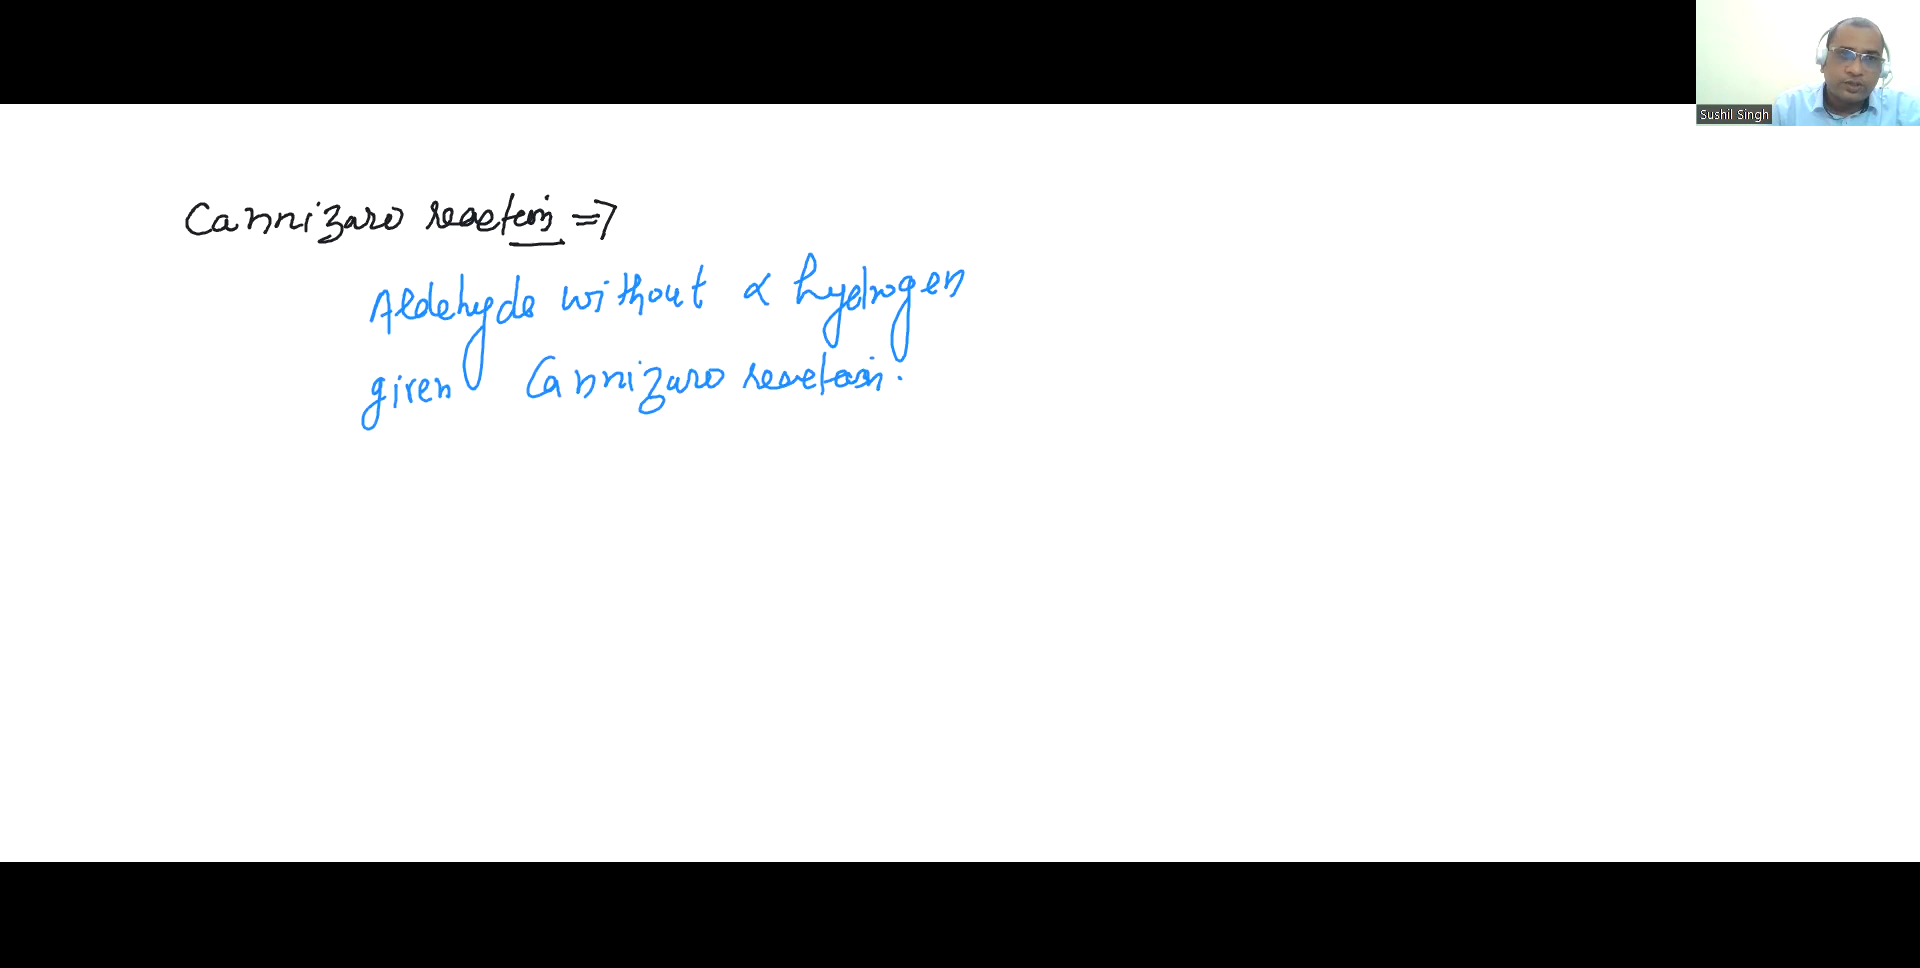 Sushil Singh
Cannizaro reaction =>
Aldehyde without α hydrogen
given Cannizaro reaction.